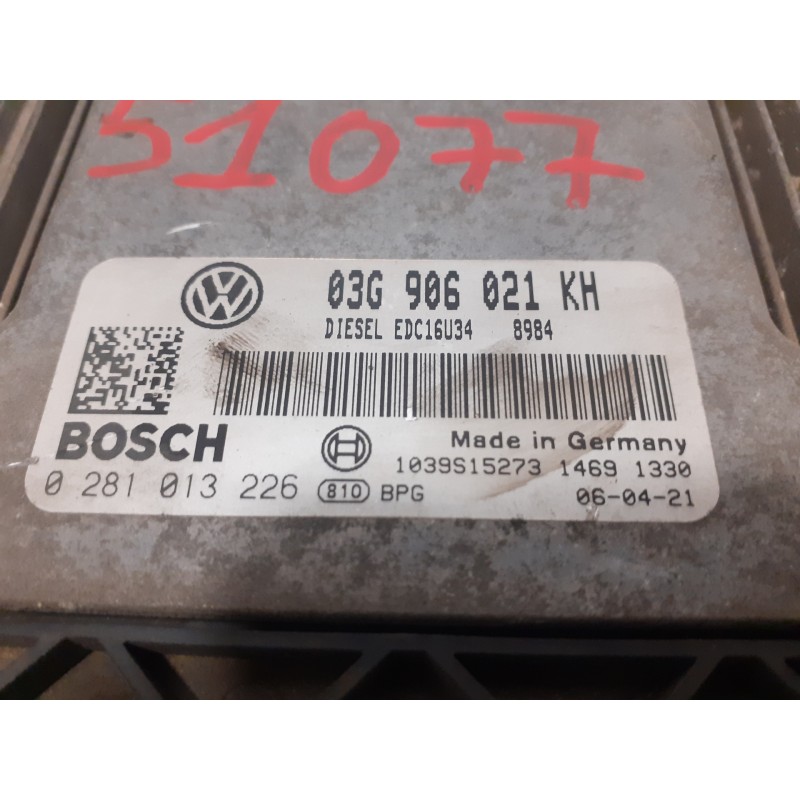 51077
03G 906 021 KH
DIESEL EDC16U34 8984
BOSCH
Made in Germany
1039S15273 1469 1330
0 281 013 226 810 BPG
06-04-21